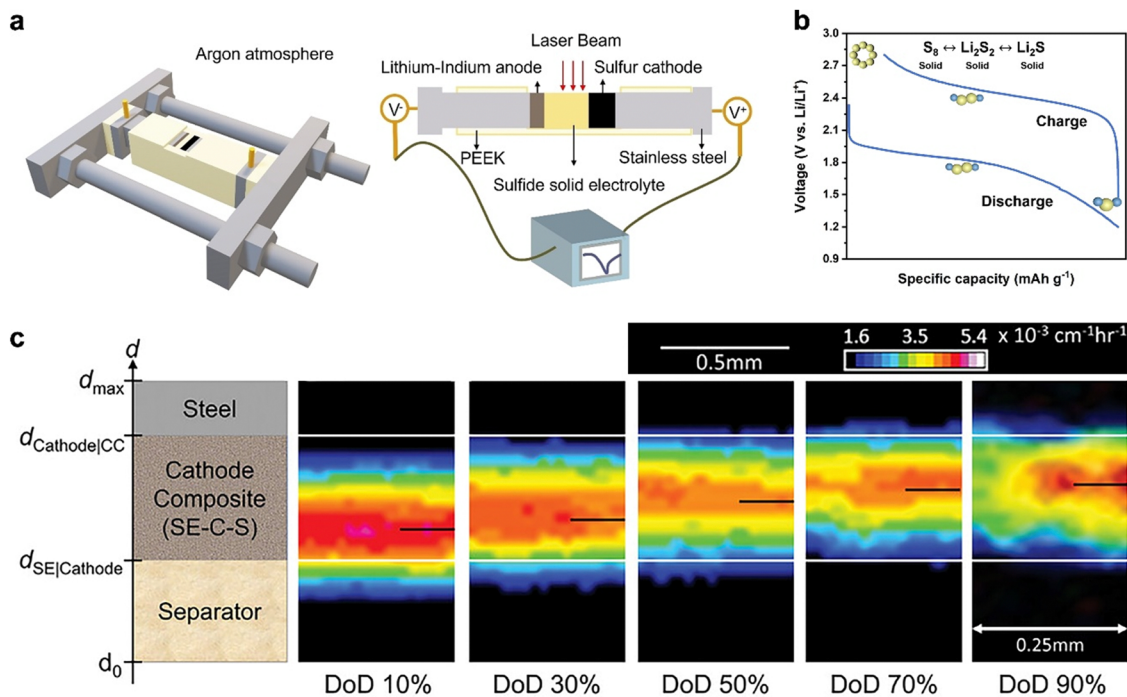 a
Argon atmosphere
Laser Beam
Lithium-Indium anode
Sulfur cathode
V-
V+
PEEK
Stainless steel
Sulfide solid electrolyte
b
Voltage (V vs. Li/Li⁺)
3.0
2.7
2.4
2.1
1.8
1.5
1.2
0.9
S₈ ↔ Li₂S₂ ↔ Li₂S
Solid Solid Solid
Charge
Discharge
Specific capacity (mAh g⁻¹)
c
0.5mm
1.6 3.5 5.4 x 10⁻³ cm⁻¹hr⁻¹
d
dmax
Steel
dCathode|CC
Cathode
Composite
(SE-C-S)
dSE|Cathode
Separator
d₀
0.25mm
DoD 10% DoD 30% DoD 50% DoD 70% DoD 90%